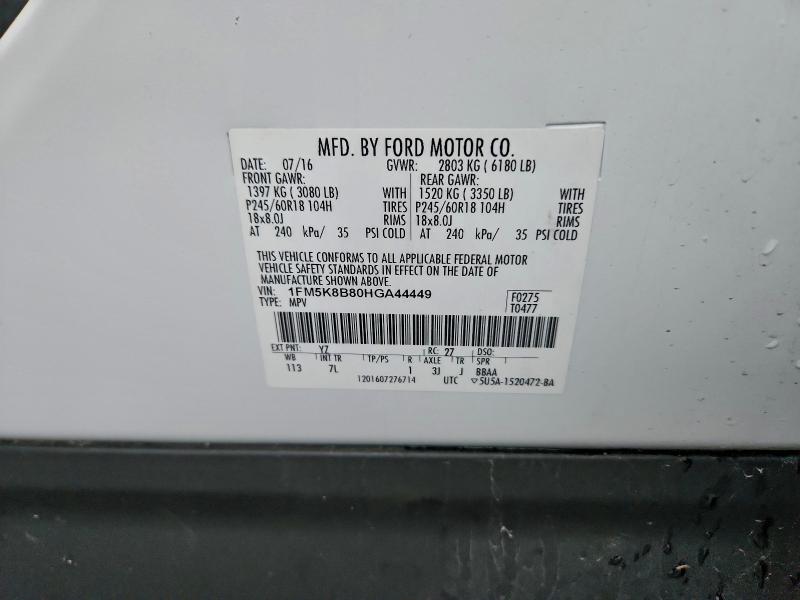 MFD. BY FORD MOTOR CO.
DATE: 07/16 GVWR: 2803 KG ( 6180 LB)
FRONT GAWR: REAR GAWR:
1397 KG ( 3080 LB) WITH 1520 KG ( 3350 LB) WITH
P245/60R18 104H TIRES P245/60R18 104H TIRES
18x8.0J RIMS 18x8.0J RIMS
AT 240 kPa/ 35 PSI COLD AT 240 kPa/ 35 PSI COLD
THIS VEHICLE CONFORMS TO ALL APPLICABLE FEDERAL MOTOR
VEHICLE SAFETY STANDARDS IN EFFECT ON THE DATE OF
MANUFACTURE SHOWN ABOVE.
VIN: 1FM5K8B80HGA44449 F0275
TYPE: MPV T0477
EXT PNT: YZ RC: 27 DSO:
WB INT TR TP/PS R AXLE TR SPR
113 7L 1 3J J BBAA
1201607276714 UTC ▽5U5A-1520472-BA